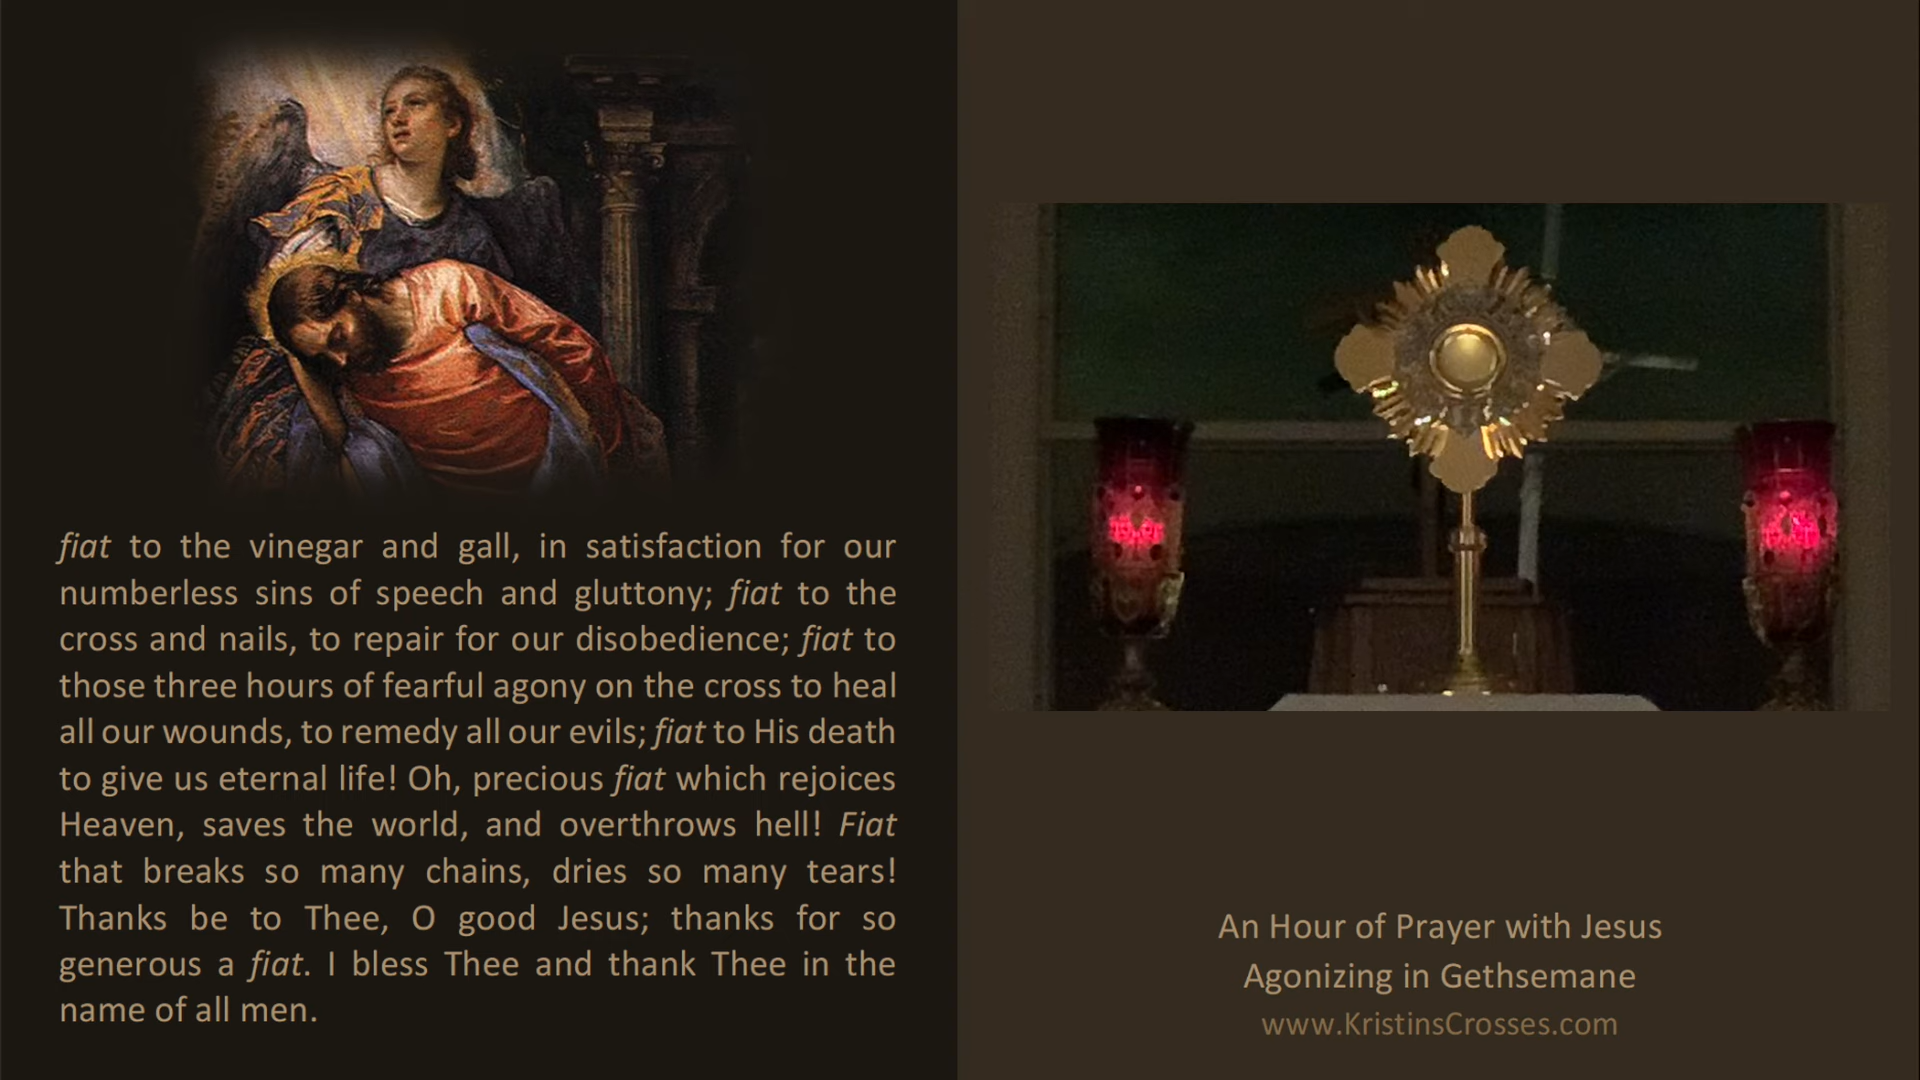 fiat to the vinegar and gall, in satisfaction for our
numberless sins of speech and gluttony; fiat to the
cross and nails, to repair for our disobedience; fiat to
those three hours of fearful agony on the cross to heal
all our wounds, to remedy all our evils; fiat to His death
to give us eternal life! Oh, precious fiat which rejoices
Heaven, saves the world, and overthrows hell! Fiat
that breaks so many chains, dries so many tears!
Thanks be to Thee, O good Jesus; thanks for so
generous a fiat. I bless Thee and thank Thee in the
name of all men.
An Hour of Prayer with Jesus
Agonizing in Gethsemane
www.KristinsCrosses.com